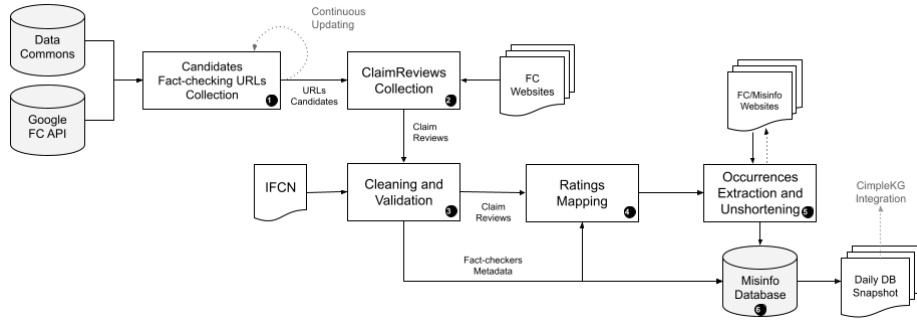 Data
Commons
Google
FC API
Candidates
Fact-checking URLs
Collection
1
Continuous
Updating
URLs
Candidates
ClaimReviews
Collection
2
FC
Websites
Claim
Reviews
IFCN
Cleaning and
Validation
3
Claim
Reviews
Ratings
Mapping
4
FC/Misinfo
Websites
Occurrences
Extraction and
Unshortening
5
CimpleKG
Integration
Fact-checkers
Metadata
Misinfo
Database
6
Daily DB
Snapshot